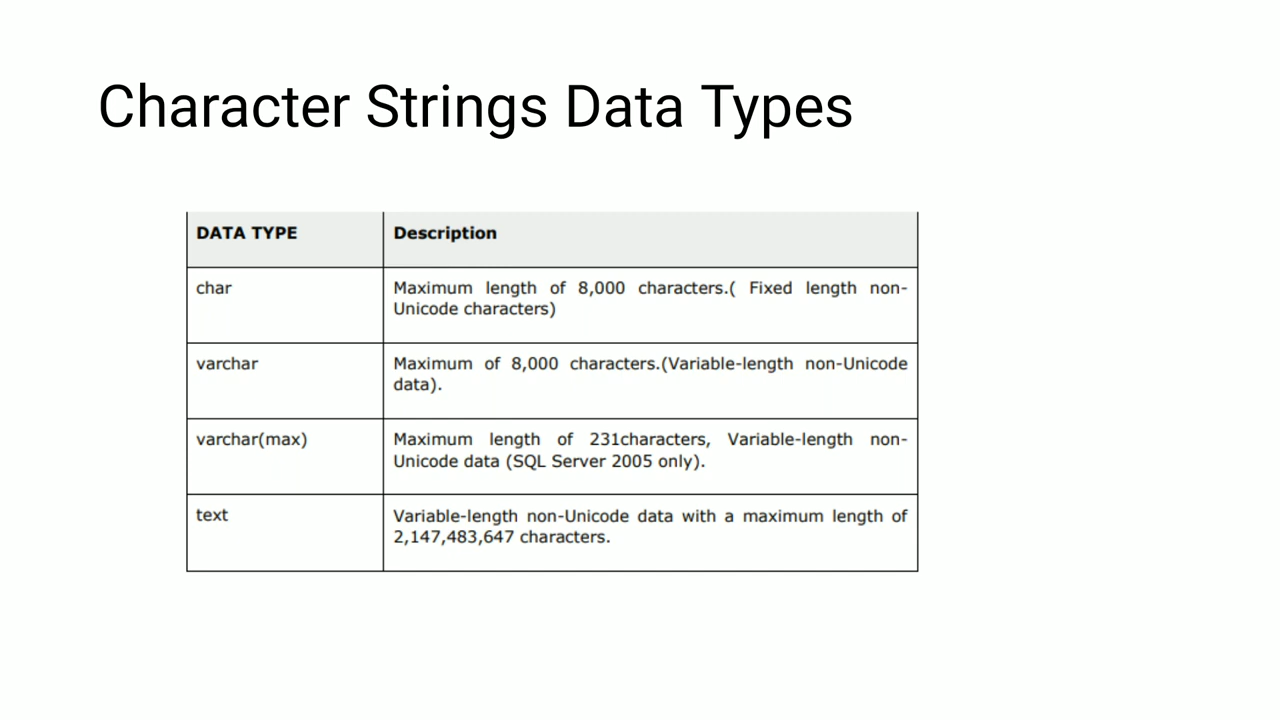 Character Strings Data Types
DATA TYPE
Description
char
Maximum length of 8,000 characters.( Fixed length non-
Unicode characters)
varchar
Maximum of 8,000 characters.(Variable-length non-Unicode
data).
varchar(max)
Maximum length of 231characters, Variable-length non-
Unicode data (SQL Server 2005 only).
text
Variable-length non-Unicode data with a maximum length of
2,147,483,647 characters.